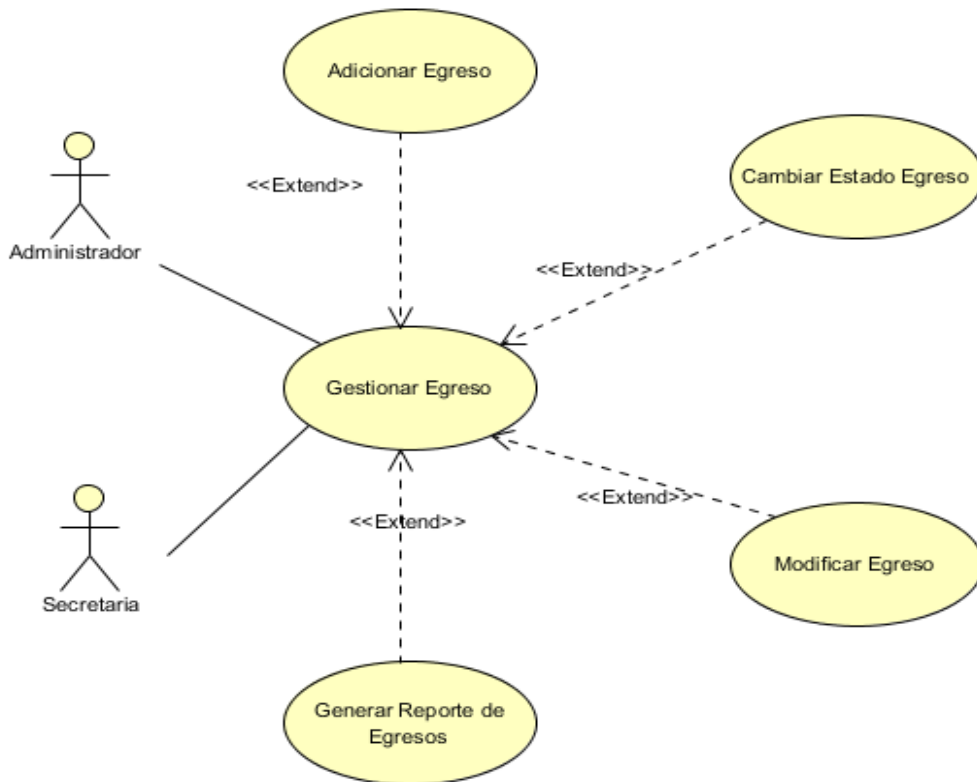 Adicionar Egreso
Cambiar Estado Egreso
<<Extend>>
Administrador
<<Extend>>
Gestionar Egreso
<<Extend>>
<<Extend>>
Modificar Egreso
Secretaria
Generar Reporte de
Egresos